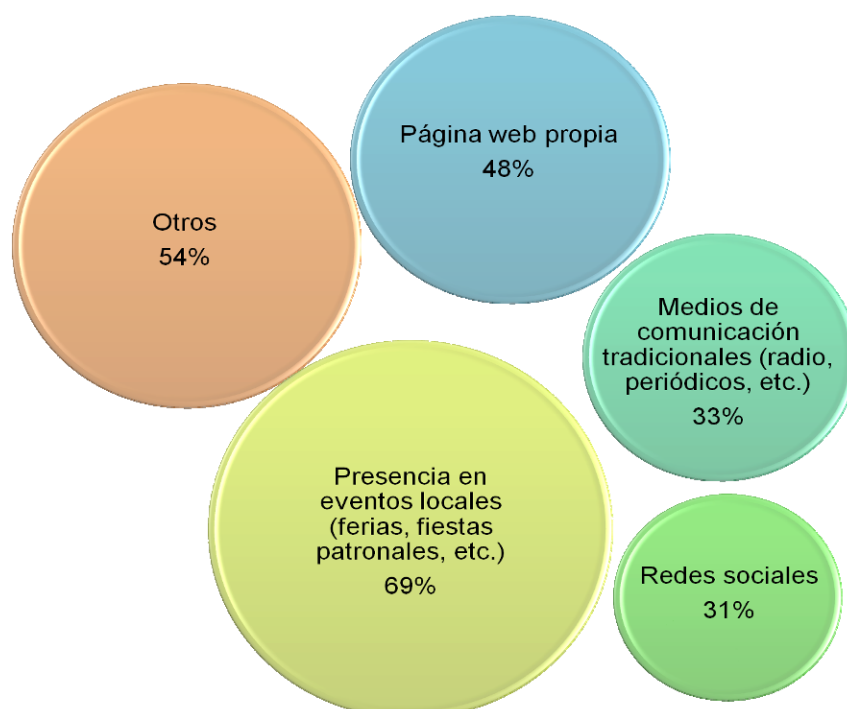 Página web propia
48%
Otros
54%
Medios de
comunicación
tradicionales (radio,
periódicos, etc.)
33%
Presencia en
eventos locales
(ferias, fiestas
patronales, etc.)
69%
Redes sociales
31%